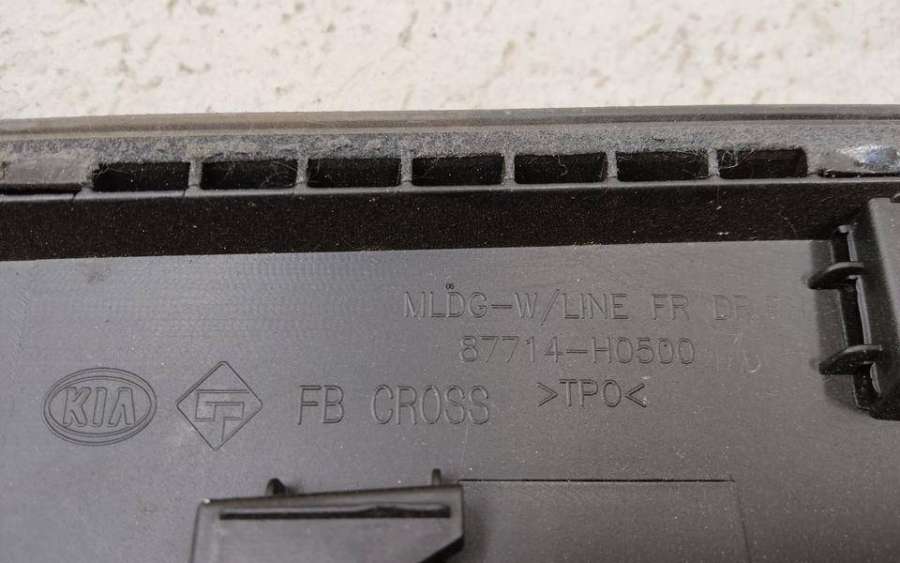 MLDG-W/LINE FR DR
87714-H0500
KIA
FB CROSS
>TPO<